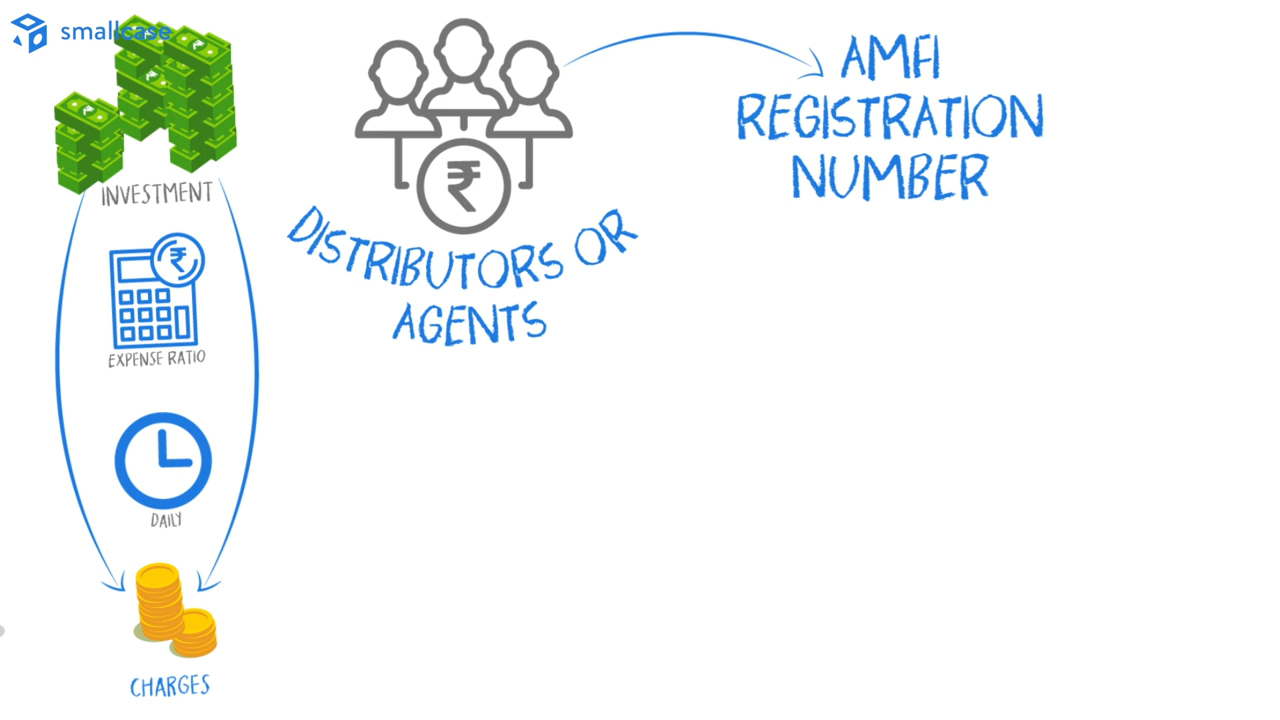 smallcase
INVESTMENT
EXPENSE RATIO
DAILY
CHARGES
DISTRIBUTORS OR
AGENTS
AMFI
REGISTRATION
NUMBER